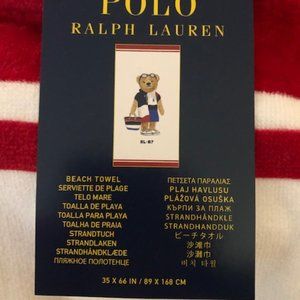 POLO
RALPH LAUREN
RL-67
BEACH TOWEL
SERVIETTE DE PLAGE
TELO MARE
TOALLA DE PLAYA
TOALLA PARA PLAYA
TOALHA DE PRAIA
STRANDTUCH
STRANDLAKEN
STRANDHÅNDKLÆDE
ПЛЯЖНОЕ ПОЛОТЕНЦЕ
ΠΕΤΣΕΤΑ ΠΑΡΑΛΙΑΣ
PLAJ HAVLUSU
PLÁŽOVÁ OSUŠKA
КЪРПИ ЗА ПЛАЖ
STRANDHÅNDKLE
STRANDHANDDUK
ビーチタオル
沙滩巾
沙灘巾
비치 타월
35 X 66 IN / 89 X 168 CM